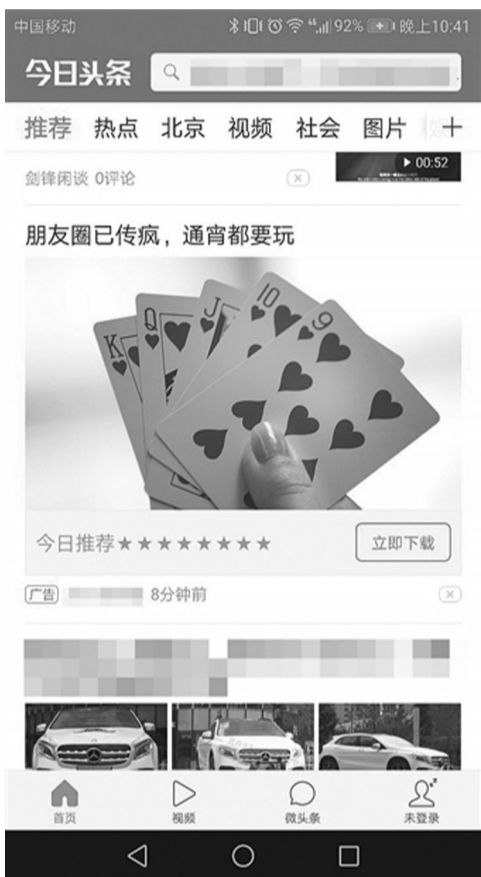 中国移动 92% 晚上10:41
今日头条
推荐 热点 北京 视频 社会 图片 +
剑锋闲谈 0评论
00:52
朋友圈已传疯，通宵都要玩
K Q J 10 9
今日推荐★★★★★★★★
立即下载
广告 8分钟前
首页 视频 微头条 未登录